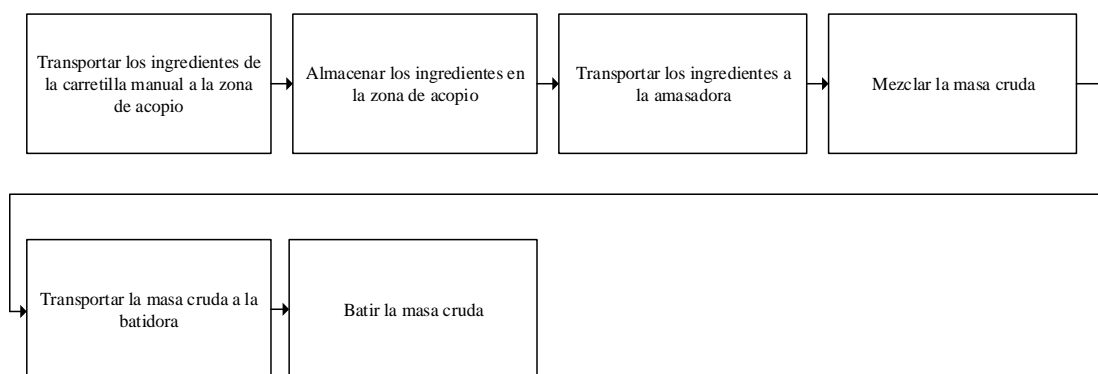 Transportar los ingredientes de
la carretilla manual a la zona
de acopio
Almacenar los ingredientes en
la zona de acopio
Transportar los ingredientes a
la amasadora
Mezclar la masa cruda
Transportar la masa cruda a la
batidora
Batir la masa cruda